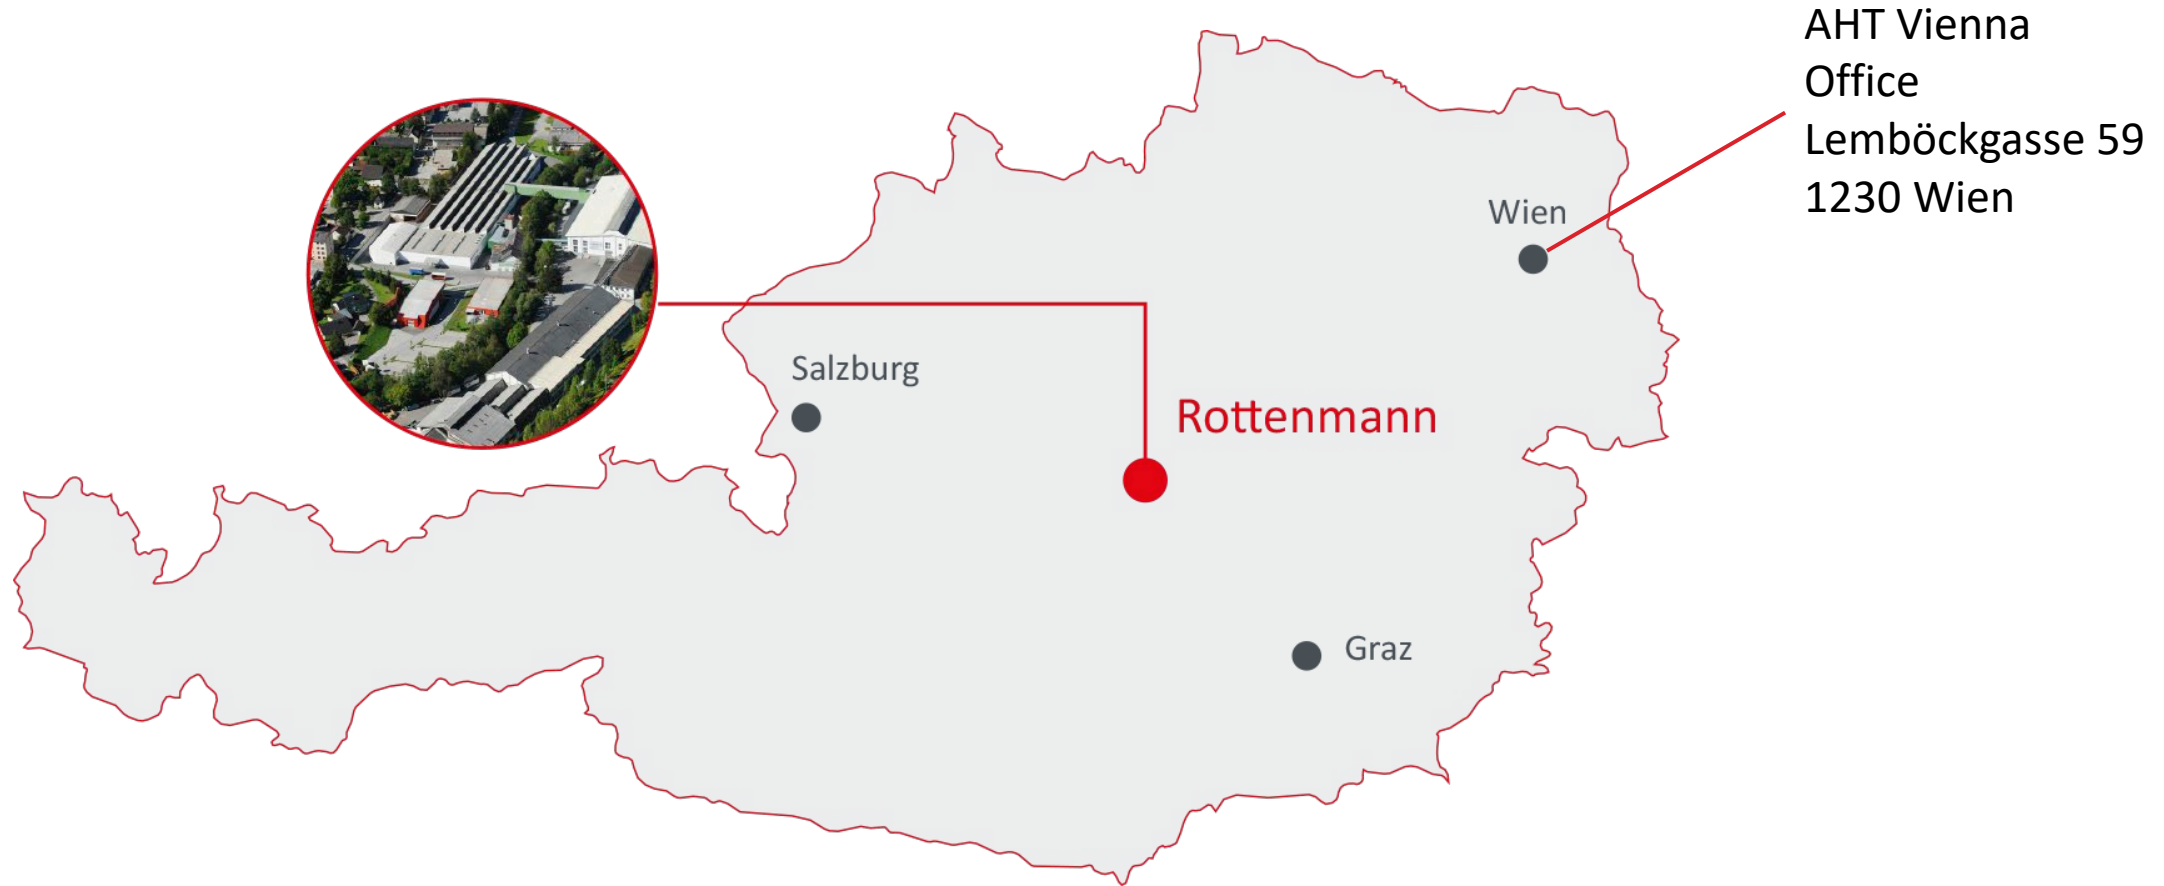 AHT Vienna
Office
Lemböckgasse 59
1230 Wien
Wien
Salzburg
Rottenmann
Graz